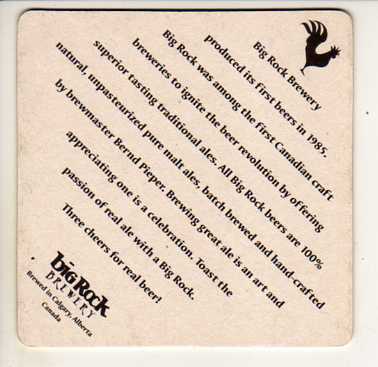 Big Rock Brewery
produced its first beers in 1985.
Big Rock was among the first Canadian craft
breweries to ignite the beer revolution by offering
superior tasting traditional ales. All Big Rock beers are 100%
natural, unpasteurized pure malt ales, batch brewed and hand-crafted
by brewmaster Bernd Pieper. Brewing great ale is an art and
appreciating one is a celebration. Toast the
passion of real ale with a Big Rock.
Three cheers for real beer!
big Rock
BREWERY
Brewed in Calgary, Alberta
Canada